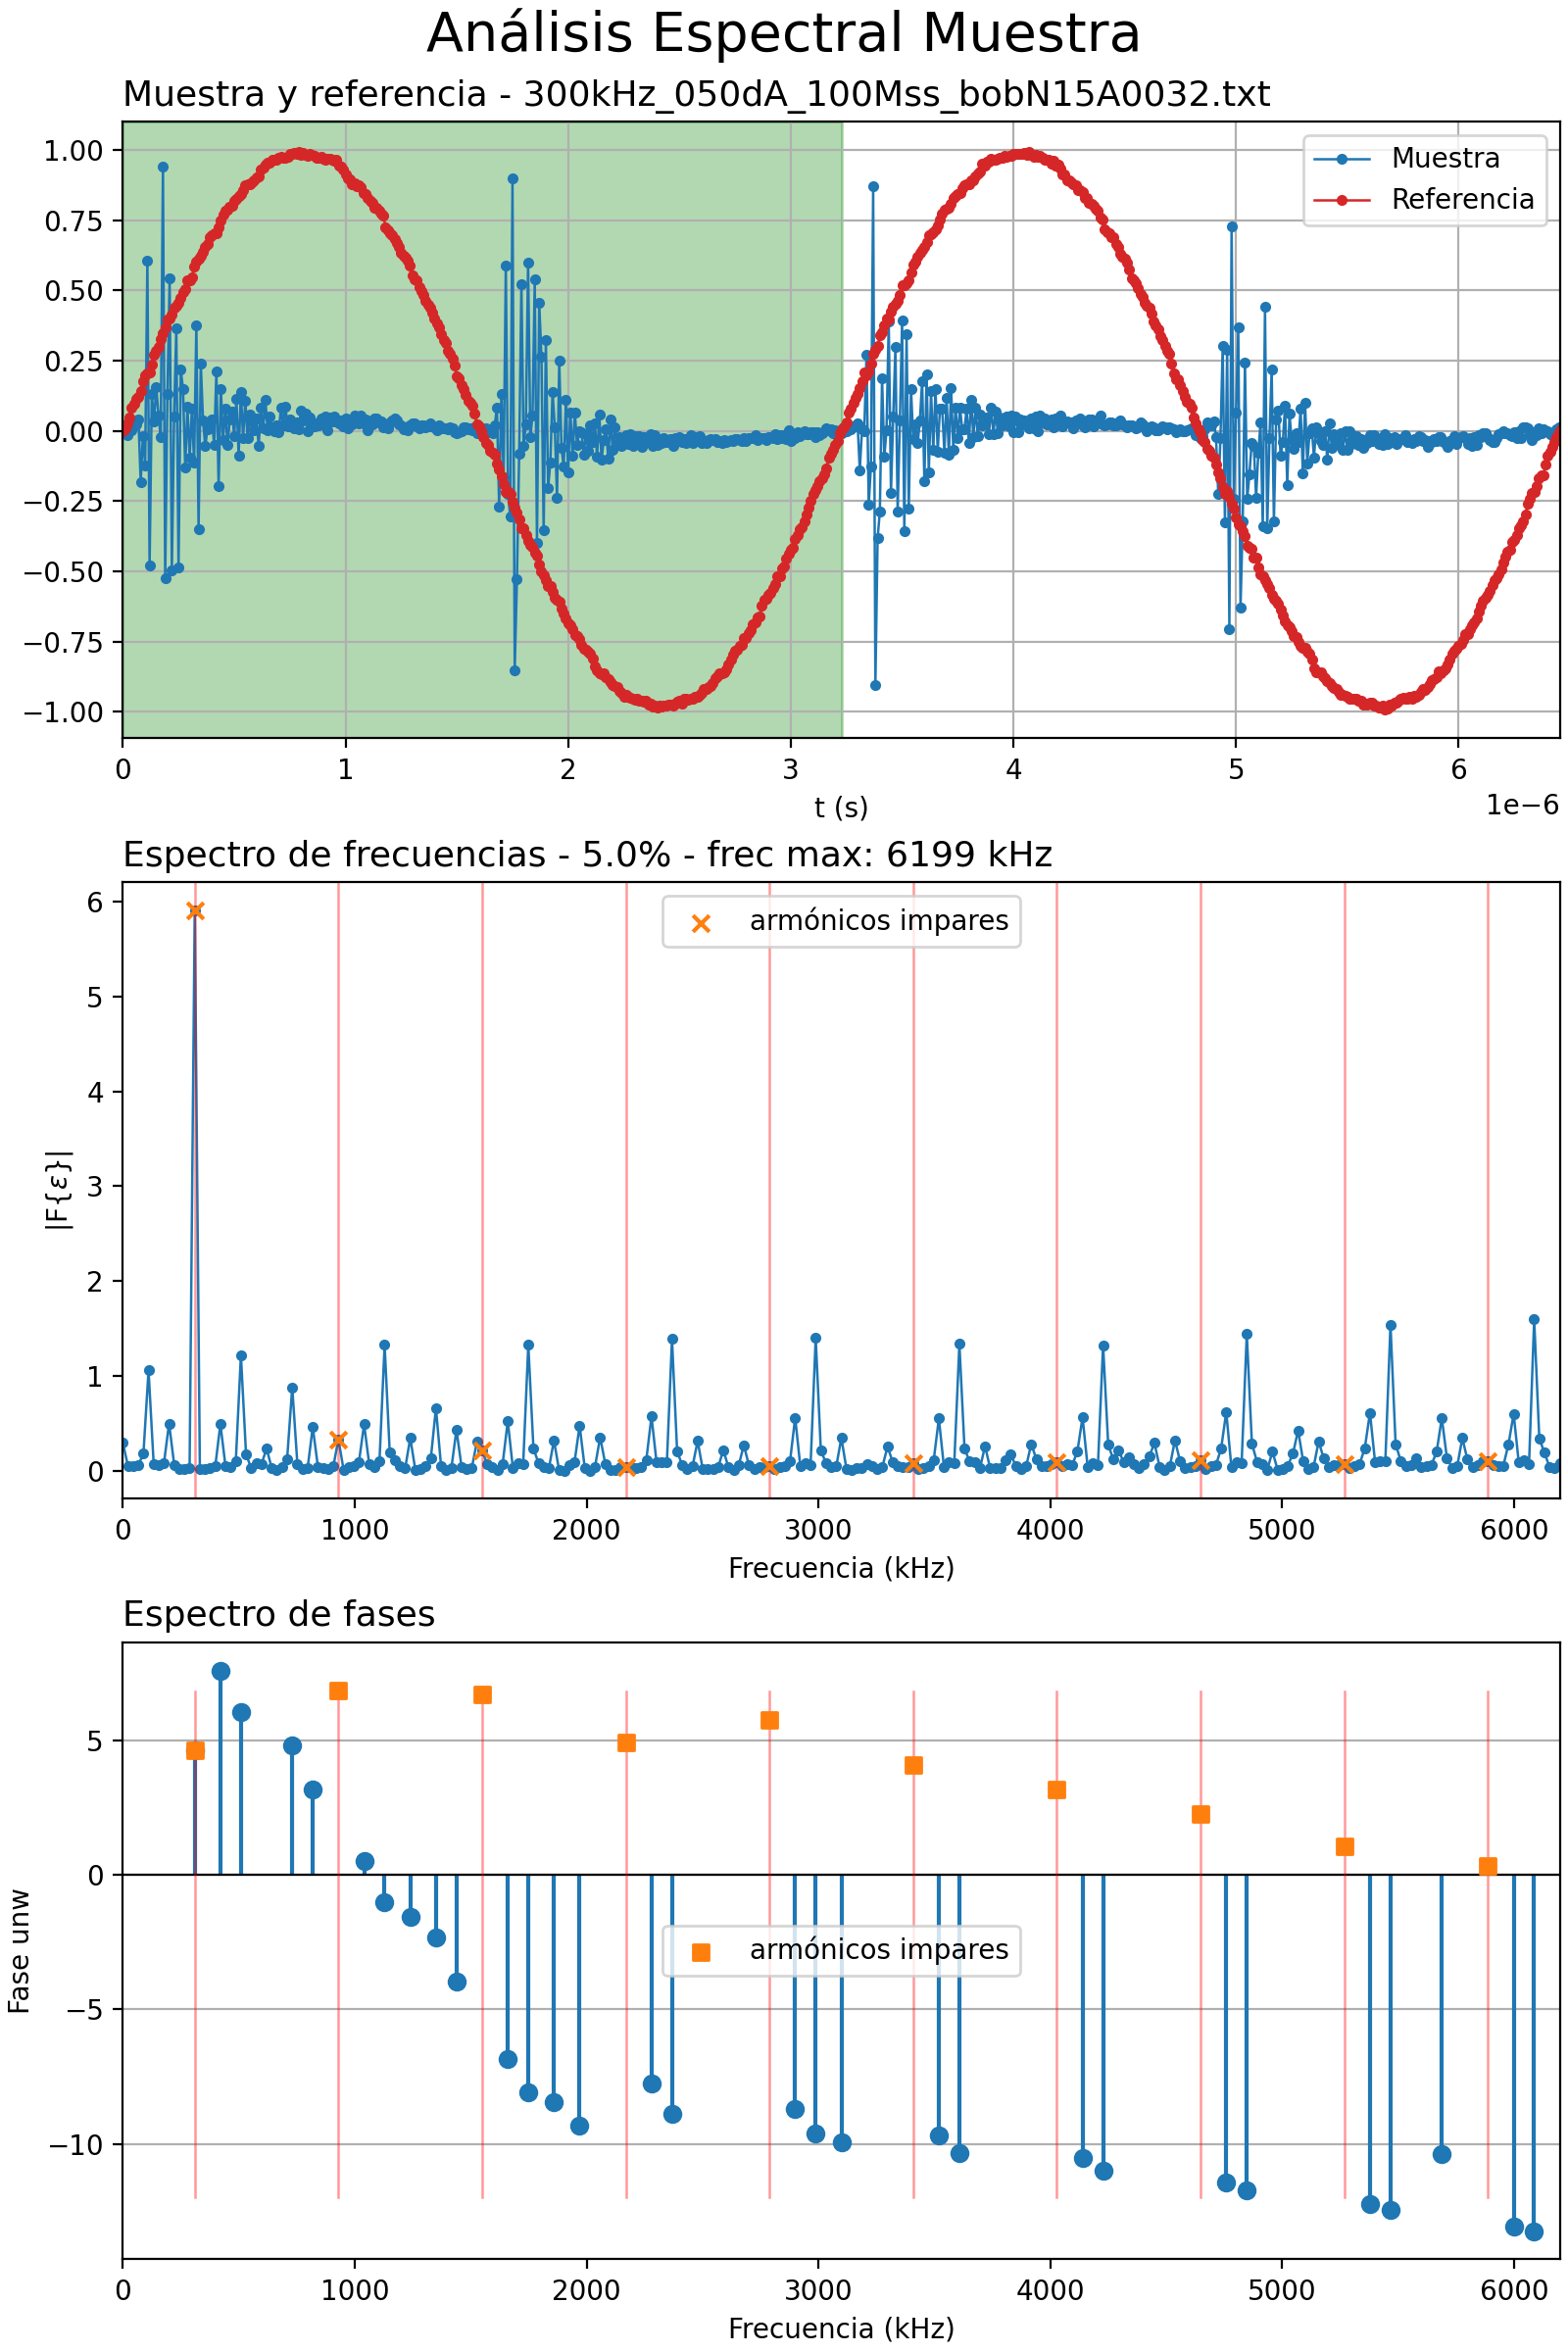 Análisis Espectral Muestra
Muestra y referencia - 300kHz_050dA_100Mss_bobN15A0032.txt
1.00
0.75
0.50
0.25
0.00
−0.25
−0.50
−0.75
−1.00
Muestra
Referencia
0 1 2 3 4 5 6
t (s)
1e−6
Espectro de frecuencias - 5.0% - frec max: 6199 kHz
6
5
4
3
2
1
0
|F{ε}|
armónicos impares
0 1000 2000 3000 4000 5000 6000
Frecuencia (kHz)
Espectro de fases
5
0
−5
−10
Fase unw
armónicos impares
0 1000 2000 3000 4000 5000 6000
Frecuencia (kHz)